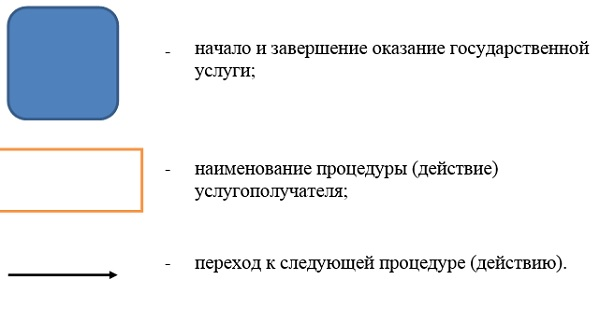 - начало и завершение оказание государственной
услуги;
- наименование процедуры (действие)
услугополучателя;
- переход к следующей процедуре (действию).